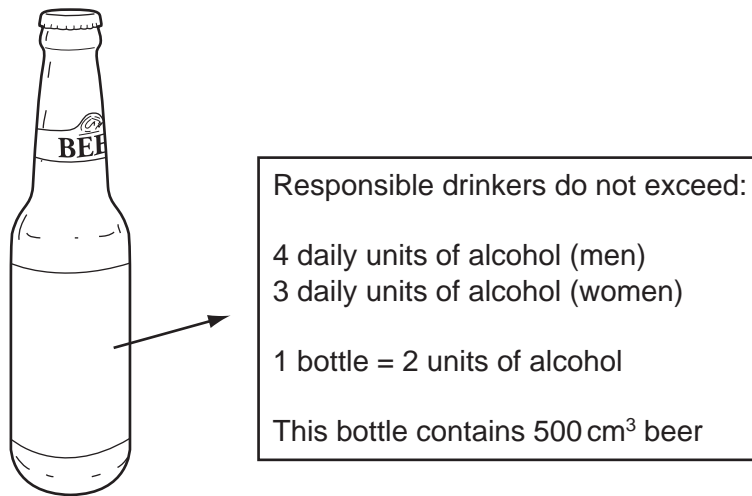 BEE
Responsible drinkers do not exceed:
4 daily units of alcohol (men)
3 daily units of alcohol (women)
1 bottle = 2 units of alcohol
This bottle contains 500 cm³ beer